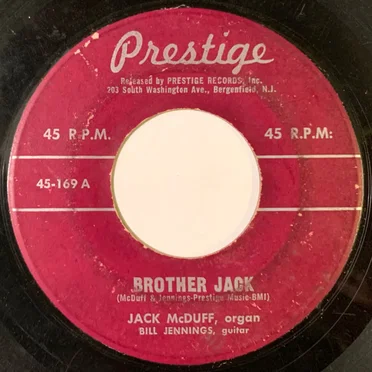 Prestige
Released by PRESTIGE RECORDS, Inc.
203 South Washington Ave., Bergenfield, N.J.
45 R.P.M. 45 R.P.M:
45-169 A
BROTHER JACK
(McDuff & Jennings-Prestige Music-BMI)
JACK McDUFF, organ
BILL JENNINGS, guitar